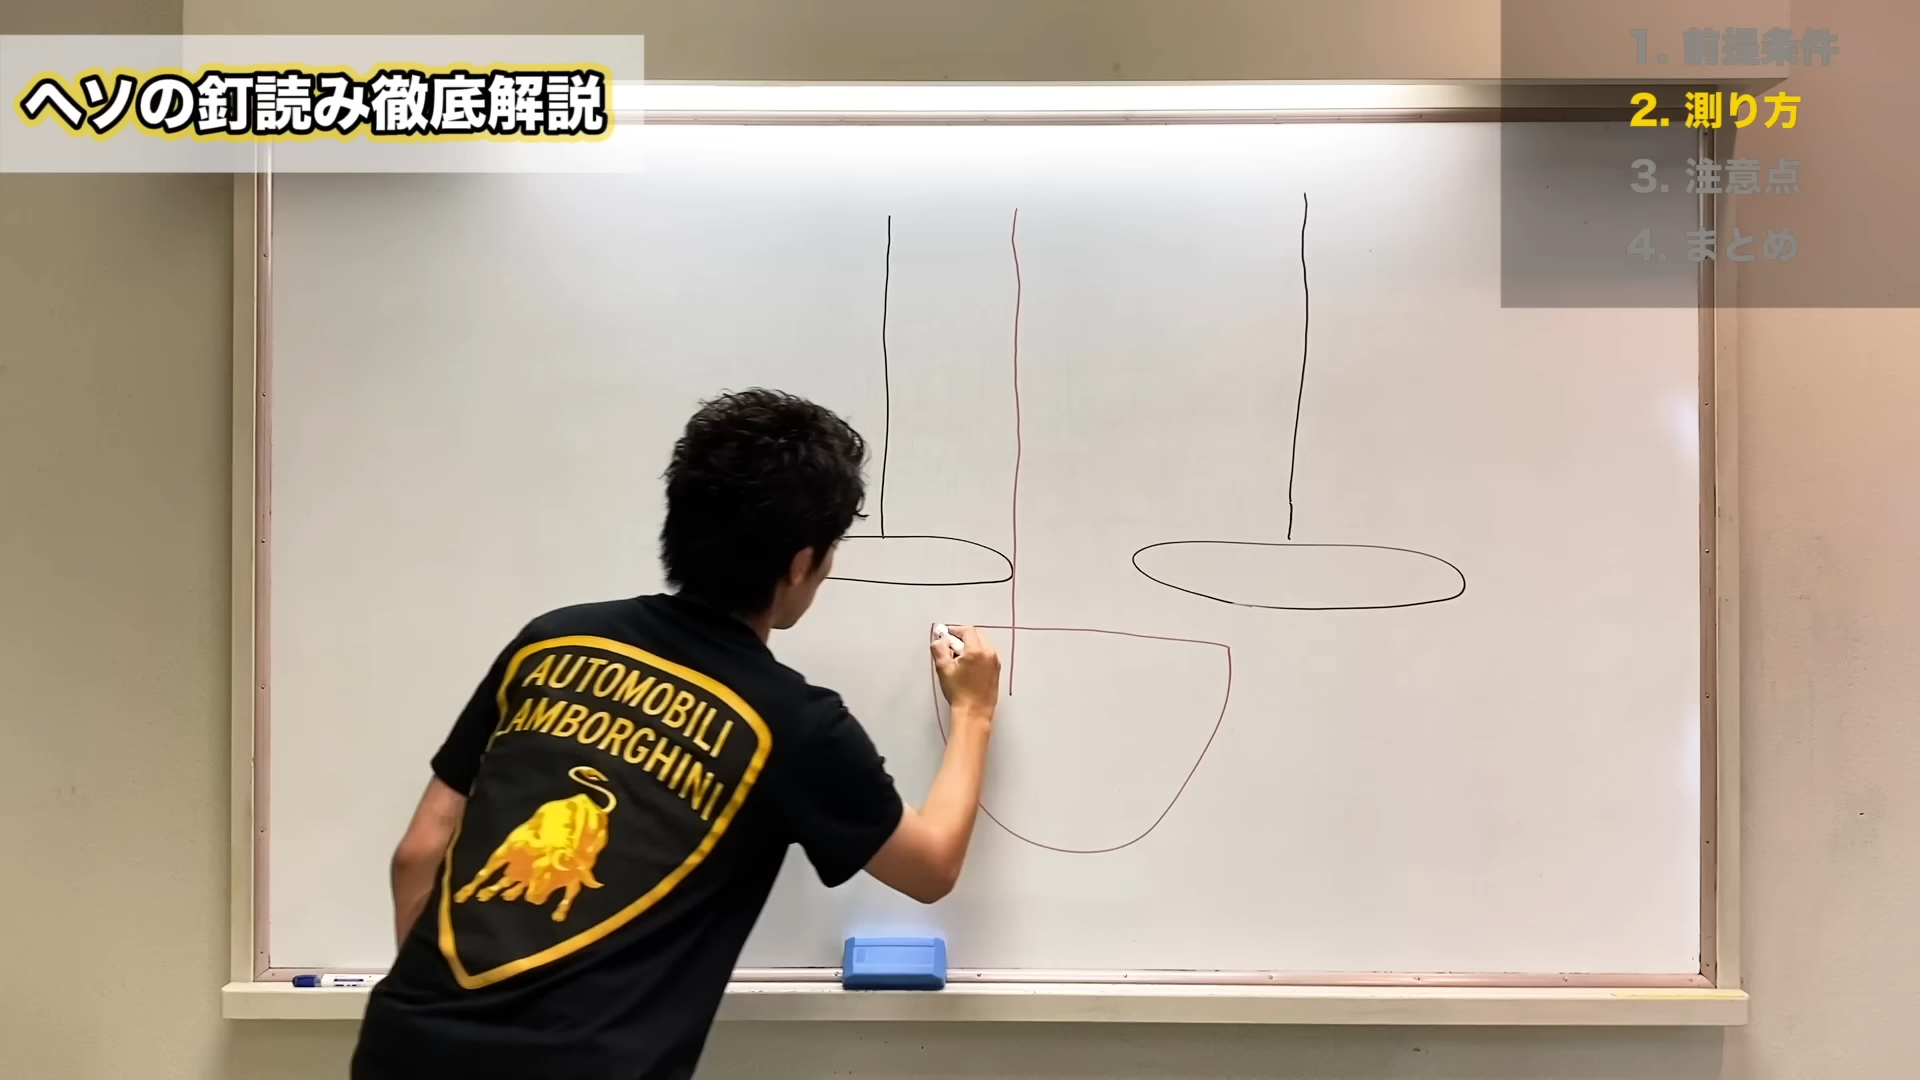 ヘソの釘読み徹底解説
1. 前提条件
2. 測り方
3. 注意点
4. まとめ
AUTOMOBILI
LAMBORGHINI